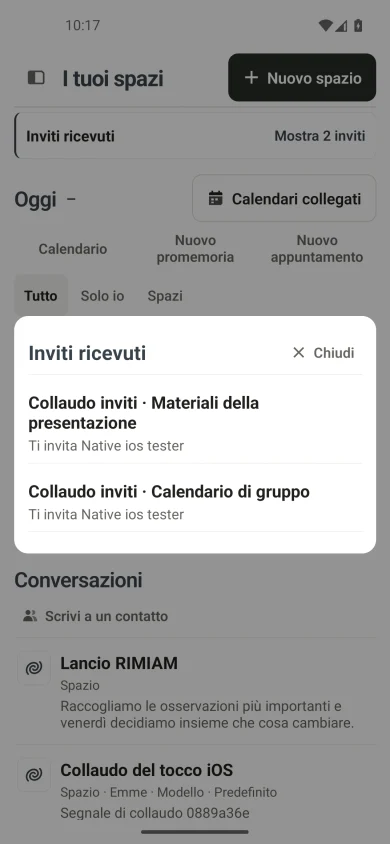 10:17
I tuoi spazi
Nuovo spazio
Inviti ricevuti
Mostra 2 inviti
Oggi –
Calendari collegati
Calendario
Nuovo
promemoria
Nuovo
appuntamento
Tutto
Solo io
Spazi
Inviti ricevuti
Chiudi
Collaudo inviti · Materiali della
presentazione
Ti invita Native ios tester
Collaudo inviti · Calendario di gruppo
Ti invita Native ios tester
Conversazioni
Scrivi a un contatto
Lancio RIMIAM
Spazio
Raccogliamo le osservazioni più importanti e
venerdì decidiamo insieme che cosa cambiare.
Collaudo del tocco iOS
Spazio · Emme · Modello · Predefinito
Segnale di collaudo 0889a36e